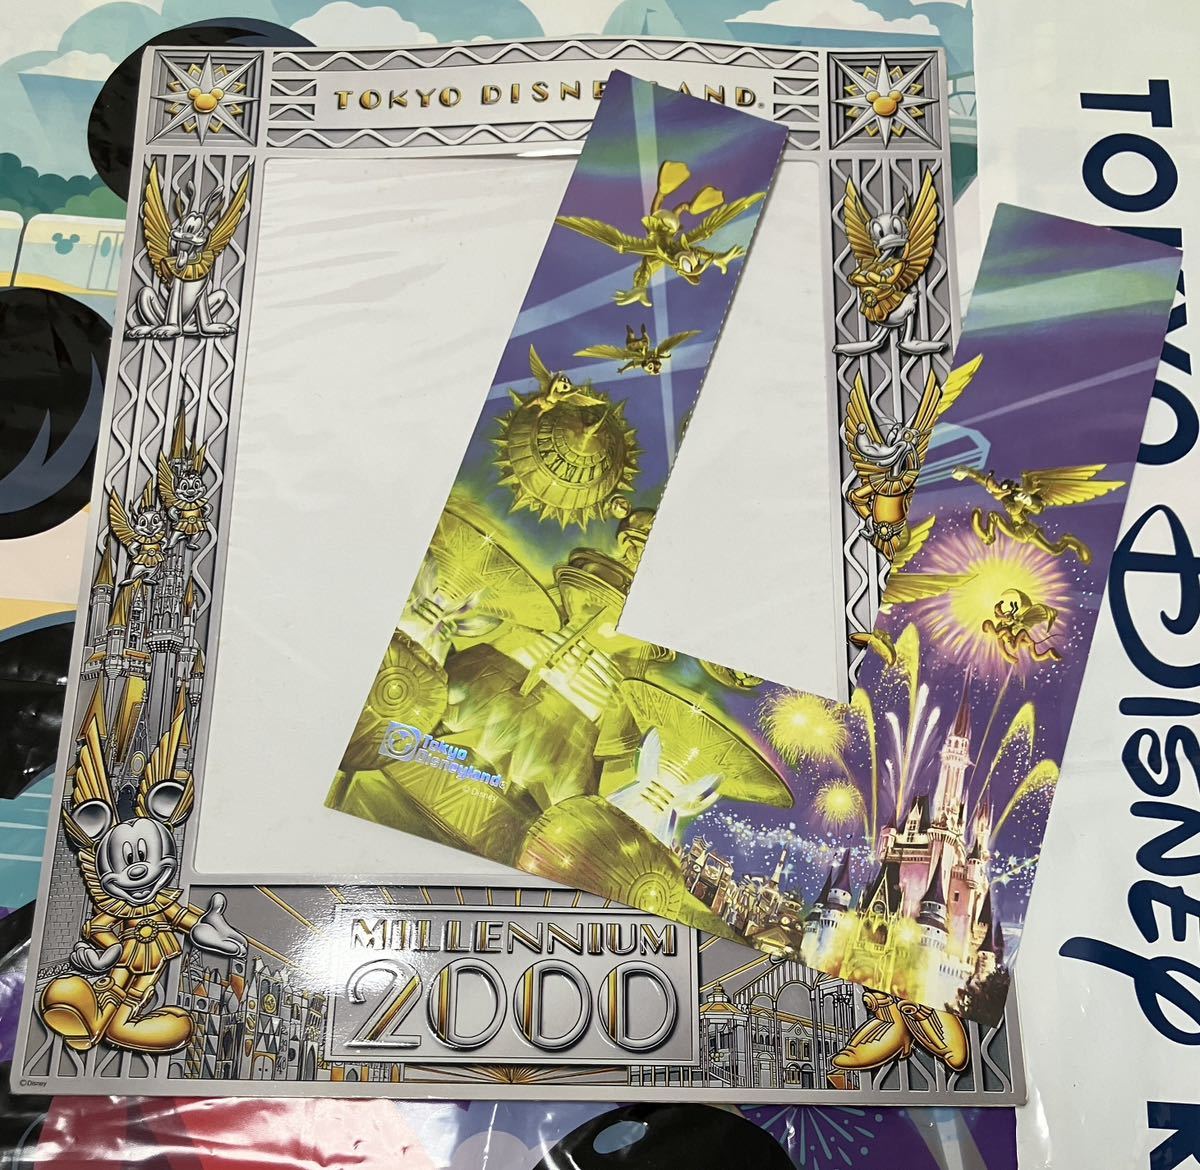 TOKYO DISNEYLAND®
MILLENNIUM
2000
©Disney
Tokyo
Disneyland®
©Disney
TOKYO DISNEY R